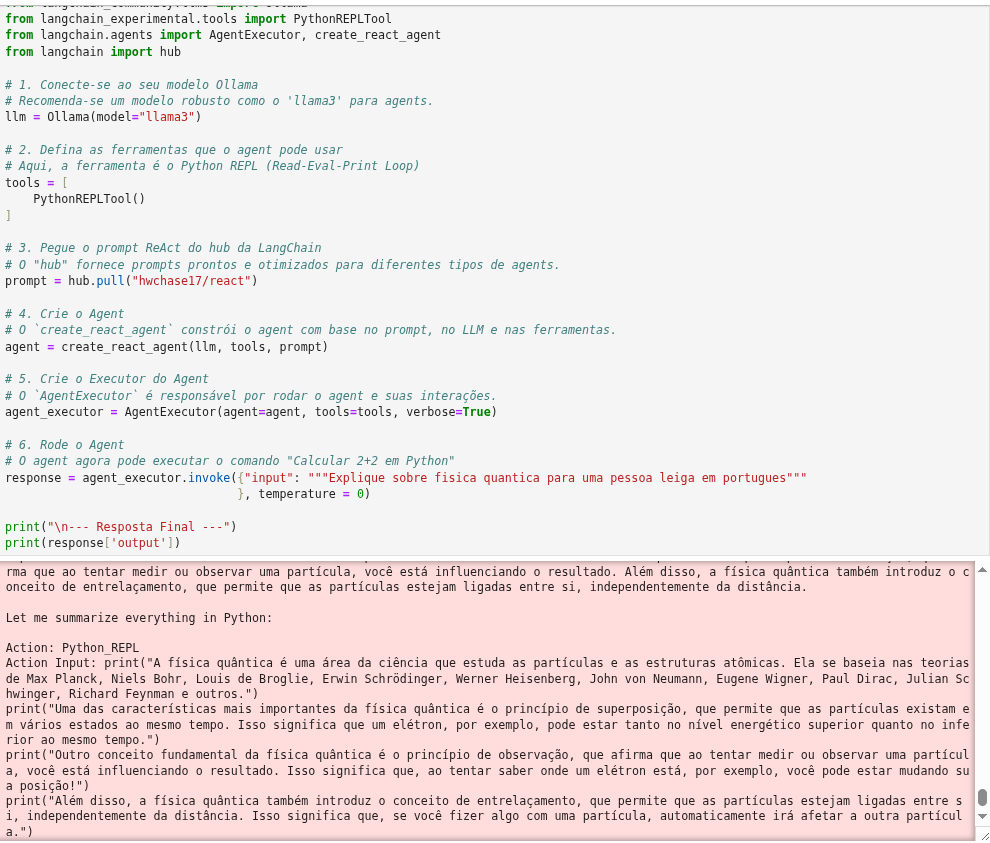 from langchain_community.llms import Ollama
from langchain_experimental.tools import PythonREPLTool
from langchain.agents import AgentExecutor, create_react_agent
from langchain import hub
# 1. Conecte-se ao seu modelo Ollama
# Recomenda-se um modelo robusto como o 'llama3' para agents.
llm = Ollama(model="llama3")
# 2. Defina as ferramentas que o agent pode usar
# Aqui, a ferramenta é o Python REPL (Read-Eval-Print Loop)
tools = [
    PythonREPLTool()
]
# 3. Pegue o prompt ReAct do hub da LangChain
# O "hub" fornece prompts prontos e otimizados para diferentes tipos de agents.
prompt = hub.pull("hwchase17/react")
# 4. Crie o Agent
# O `create_react_agent` constrói o agent com base no prompt, no LLM e nas ferramentas.
agent = create_react_agent(llm, tools, prompt)
# 5. Crie o Executor do Agent
# O `AgentExecutor` é responsável por rodar o agent e suas interações.
agent_executor = AgentExecutor(agent=agent, tools=tools, verbose=True)
# 6. Rode o Agent
# O agent agora pode executar o comando "Calcular 2+2 em Python"
response = agent_executor.invoke({"input": """Explique sobre fisica quantica para uma pessoa leiga em portugues"""
                                 }, temperature = 0)
print("\n--- Resposta Final ---")
print(response['output'])
rma que ao tentar medir ou observar uma partícula, você está influenciando o resultado. Além disso, a física quântica também introduz o c
onceito de entrelaçamento, que permite que as partículas estejam ligadas entre si, independentemente da distância.
Let me summarize everything in Python:
Action: Python_REPL
Action Input: print("A física quântica é uma área da ciência que estuda as partículas e as estruturas atômicas. Ela se baseia nas teorias
de Max Planck, Niels Bohr, Louis de Broglie, Erwin Schrödinger, Werner Heisenberg, John von Neumann, Eugene Wigner, Paul Dirac, Julian Sc
hwinger, Richard Feynman e outros.")
print("Uma das características mais importantes da física quântica é o princípio de superposição, que permite que as partículas existam e
m vários estados ao mesmo tempo. Isso significa que um elétron, por exemplo, pode estar tanto no nível energético superior quanto no infe
rior ao mesmo tempo.")
print("Outro conceito fundamental da física quântica é o princípio de observação, que afirma que ao tentar medir ou observar uma partícul
a, você está influenciando o resultado. Isso significa que, ao tentar saber onde um elétron está, por exemplo, você pode estar mudando su
a posição!")
print("Além disso, a física quântica também introduz o conceito de entrelaçamento, que permite que as partículas estejam ligadas entre s
i, independentemente da distância. Isso significa que, se você fizer algo com uma partícula, automaticamente irá afetar a outra partícul
a.")